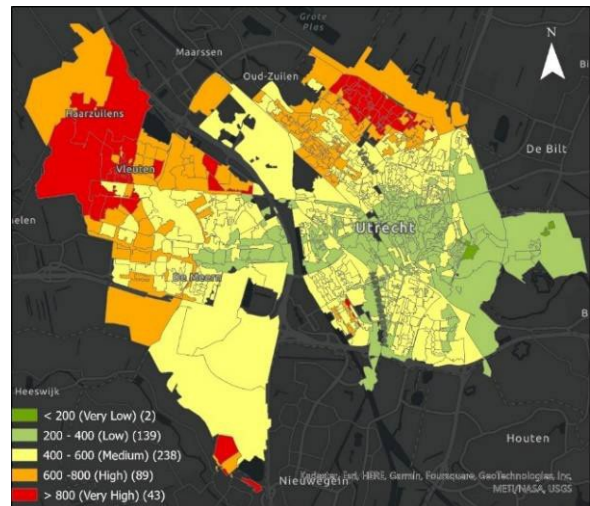 Grote
Plas
N
Maarssen
Oud-Zuilen
Haarzuilens
De Bilt
Vleuten
Utrecht
De Meern
Heeswijk
Houten
Nieuwegein
< 200 (Very Low) (2)
200 - 400 (Low) (139)
400 - 600 (Medium) (238)
600 -800 (High) (89)
> 800 (Very High) (43)
Kadaster, Esri, HERE, Garmin, Foursquare, GeoTechnologies, Inc,
METI/NASA, USGS